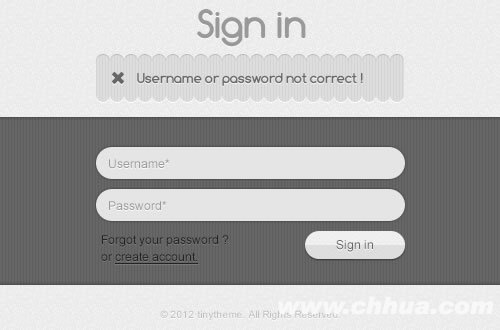 Sign in
✖ Username or password not correct !
Username*
Password*
Forgot your password ?
or create account.
Sign in
© 2012 tinytheme. All Rights Reserved.
www.chhua.com